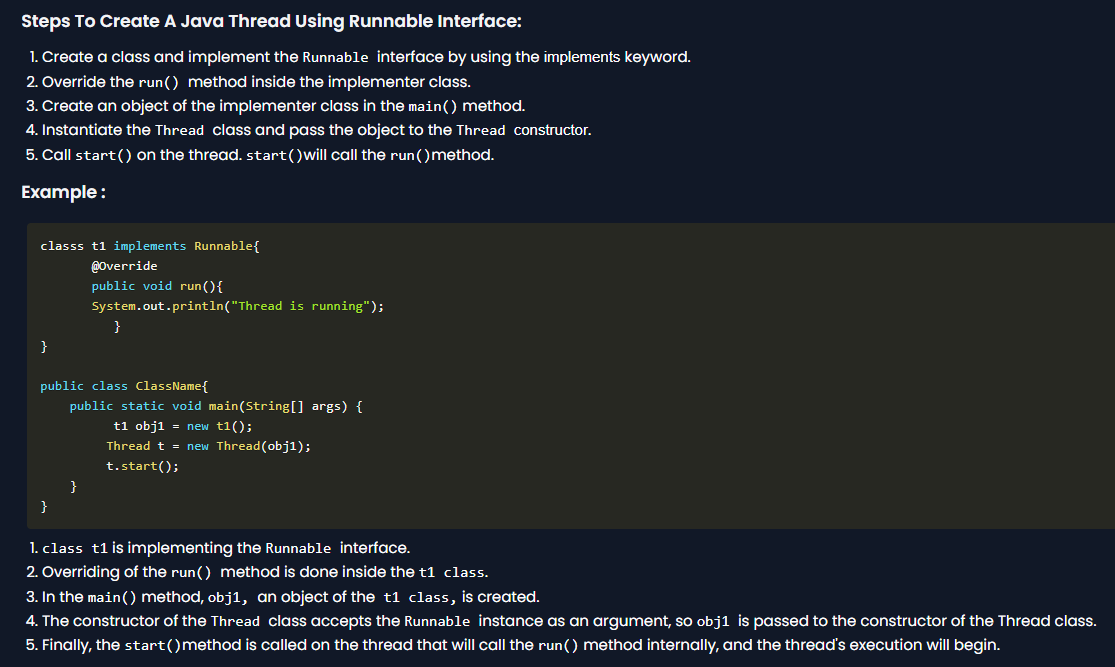 Steps To Create A Java Thread Using Runnable Interface:
1. Create a class and implement the Runnable interface by using the implements keyword.
2. Override the run() method inside the implementer class.
3. Create an object of the implementer class in the main() method.
4. Instantiate the Thread class and pass the object to the Thread constructor.
5. Call start() on the thread. start()will call the run()method.
Example :
classs t1 implements Runnable{
@Override
public void run(){
System.out.println("Thread is running");
}
}
public class ClassName{
public static void main(String[] args) {
t1 obj1 = new t1();
Thread t = new Thread(obj1);
t.start();
}
}
1. class t1 is implementing the Runnable interface.
2. Overriding of the run() method is done inside the t1 class.
3. In the main() method, obj1, an object of the t1 class, is created.
4. The constructor of the Thread class accepts the Runnable instance as an argument, so obj1 is passed to the constructor of the Thread class.
5. Finally, the start()method is called on the thread that will call the run() method internally, and the thread's execution will begin.